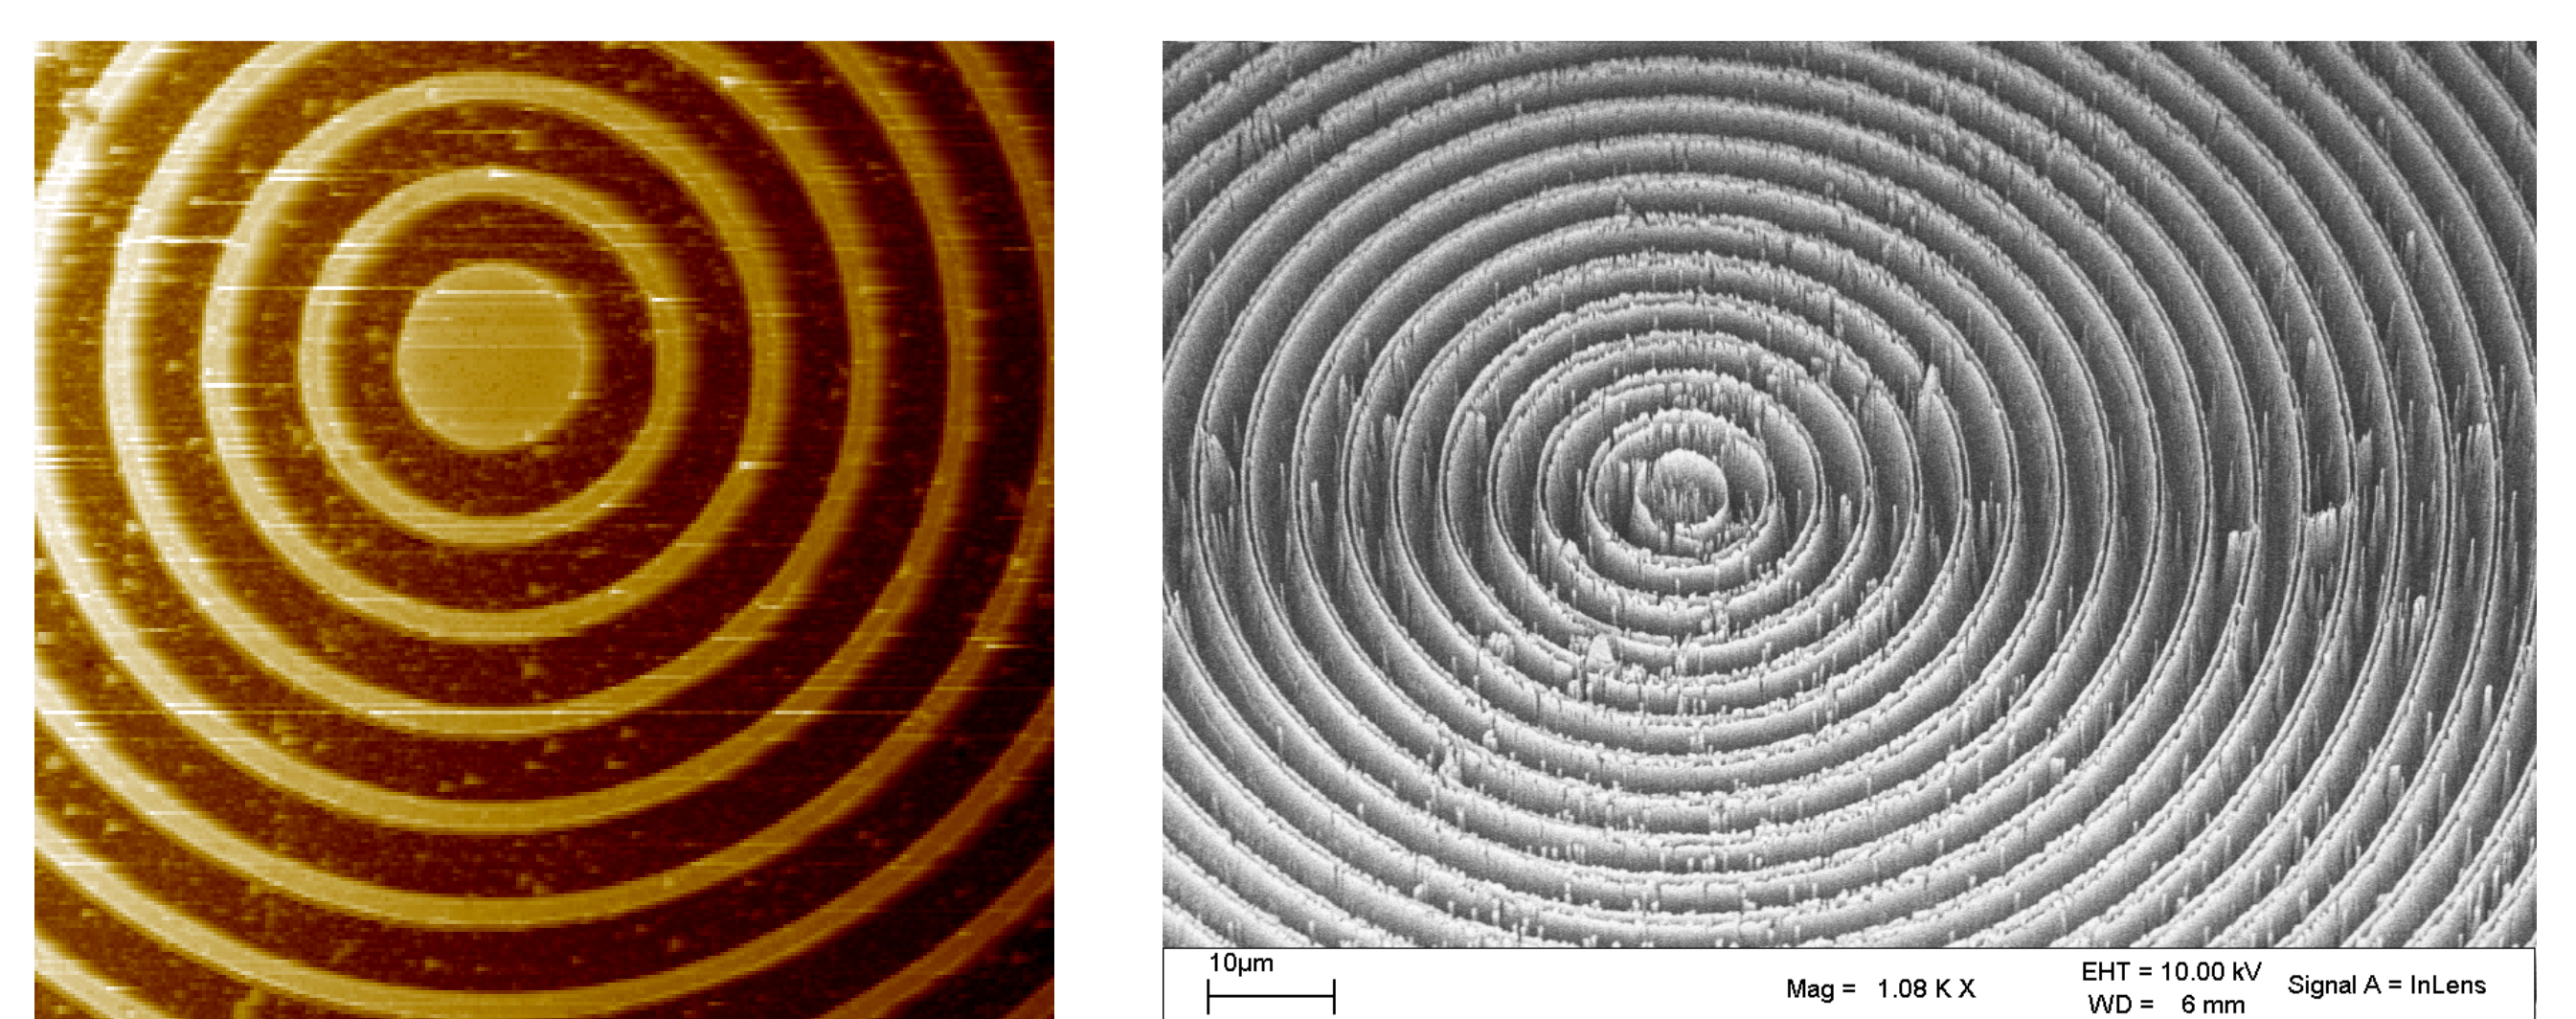 10µm
Mag = 1.08 K X
EHT = 10.00 kV
WD = 6 mm
Signal A = InLens